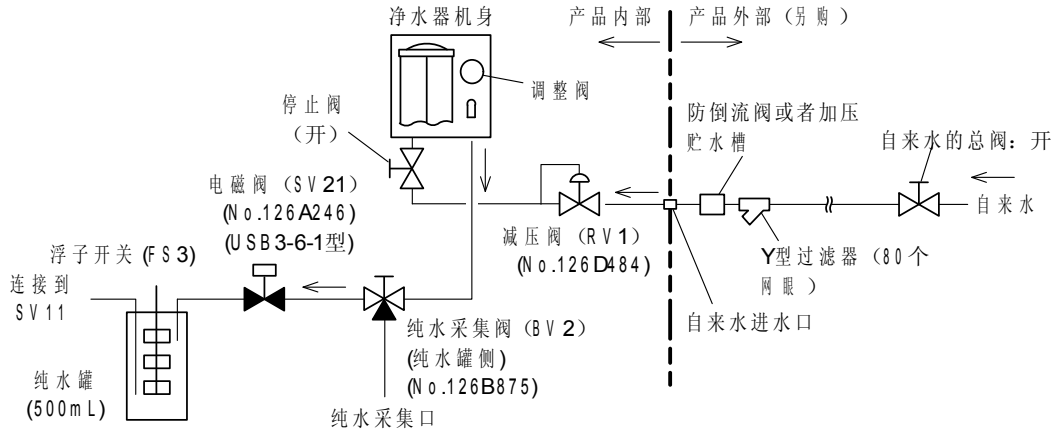 净水器机身
产品内部
产品外部(另购)
调整阀
停止阀
(开)
防倒流阀或者加压
贮水槽
自来水的总阀:开
自来水
电磁阀(SV21)
(No.126A246)
(USB3-6-1型)
减压阀(RV1)
(No.126D484)
Y型过滤器(80个
网眼)
浮子开关(FS3)
连接到
SV11
自来水进水口
纯水采集阀(BV2)
(纯水罐侧)
(No.126B875)
纯水罐
(500mL)
纯水采集口